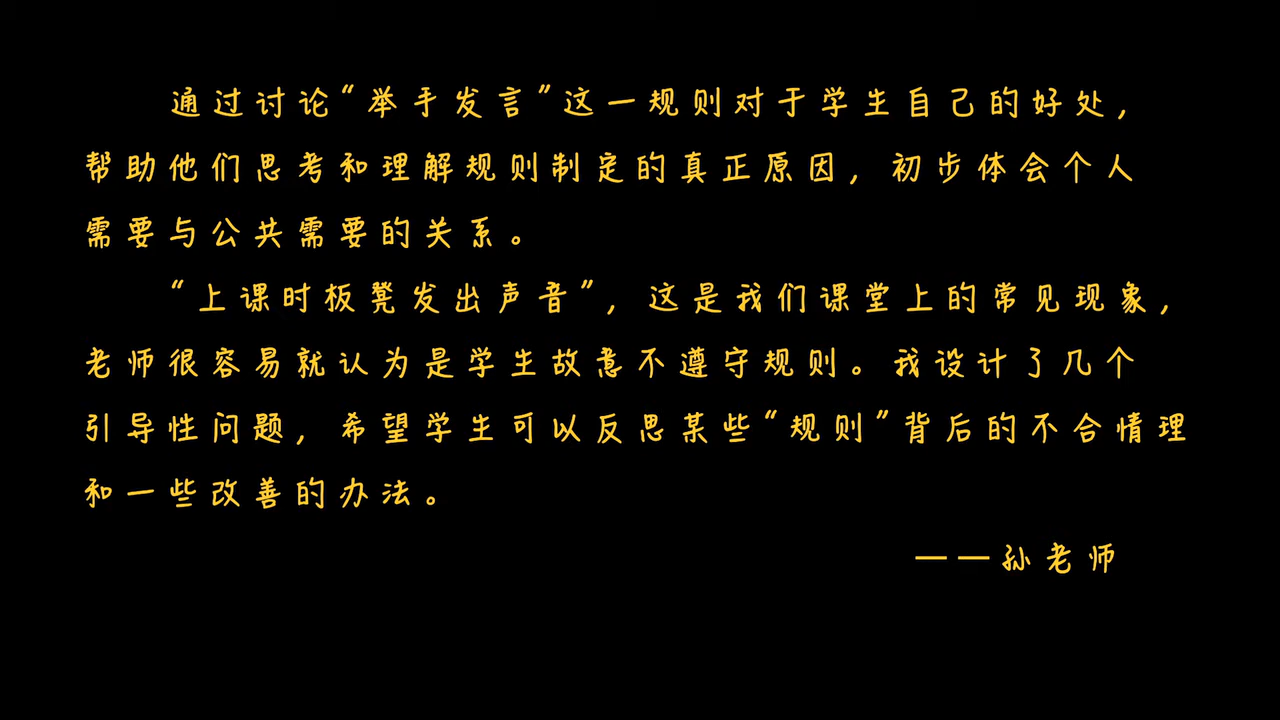 通过讨论“举手发言”这一规则对于学生自己的好处，
帮助他们思考和理解规则制定的真正原因，初步体会个人
需要与公共需要的关系。
“上课时板凳发出声音”，这是我们课堂上的常见现象，
老师很容易就认为是学生故意不遵守规则。我设计了几个
引导性问题，希望学生可以反思某些“规则”背后的不合情理
和一些改善的办法。
——孙老师